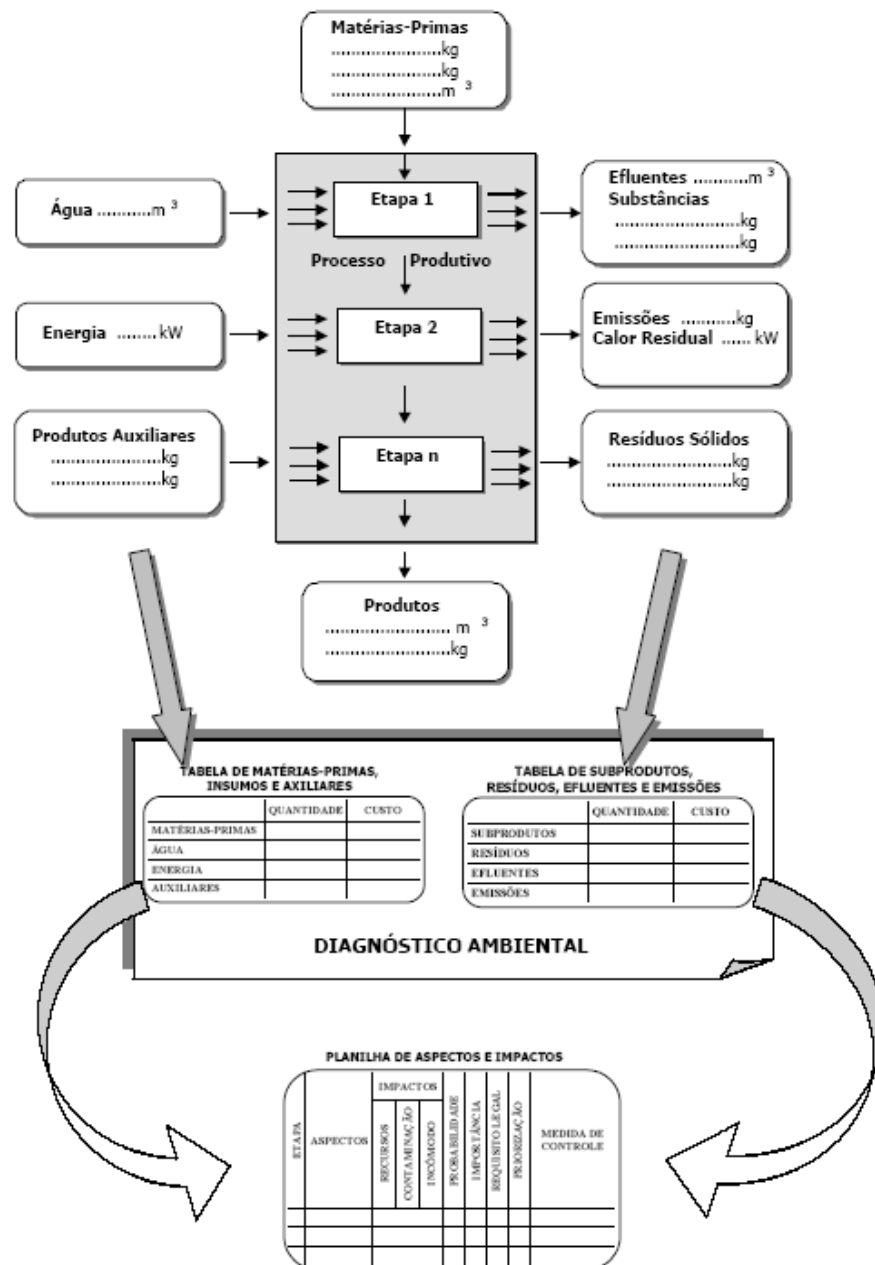 Matérias-Primas
........................kg
........................kg
........................m ³
Água ...........m ³
Etapa 1
Efluentes ............m ³
Substâncias
...........................kg
...........................kg
Processo Produtivo
Energia ........ kW
Etapa 2
Emissões ............kg
Calor Residual ...... kW
Produtos Auxiliares
........................kg
........................kg
Etapa n
Resíduos Sólidos
...........................kg
...........................kg
Produtos
........................... m ³
...........................kg
TABELA DE MATÉRIAS-PRIMAS,
INSUMOS E AXILIARES
QUANTIDADE CUSTO
MATÉRIAS-PRIMAS
ÁGUA
ENERGIA
AUXILIARES
TABELA DE SUBPRODUTOS,
RESÍDUOS, EFLUENTES E EMISSÕES
QUANTIDADE CUSTO
SUBPRODUTOS
RESÍDUOS
EFLUENTES
EMISSÕES
DIAGNÓSTICO AMBIENTAL
PLANILHA DE ASPECTOS E IMPACTOS
ETAPA
ASPECTOS
IMPACTOS
RECURSOS
CONTAMINAÇÃO
INCÔMODO
PROBABILIDADE
IMPORTÂNCIA
REQUISITO LEGAL
PRIORIZAÇÃO
MEDIDA DE
CONTROLE